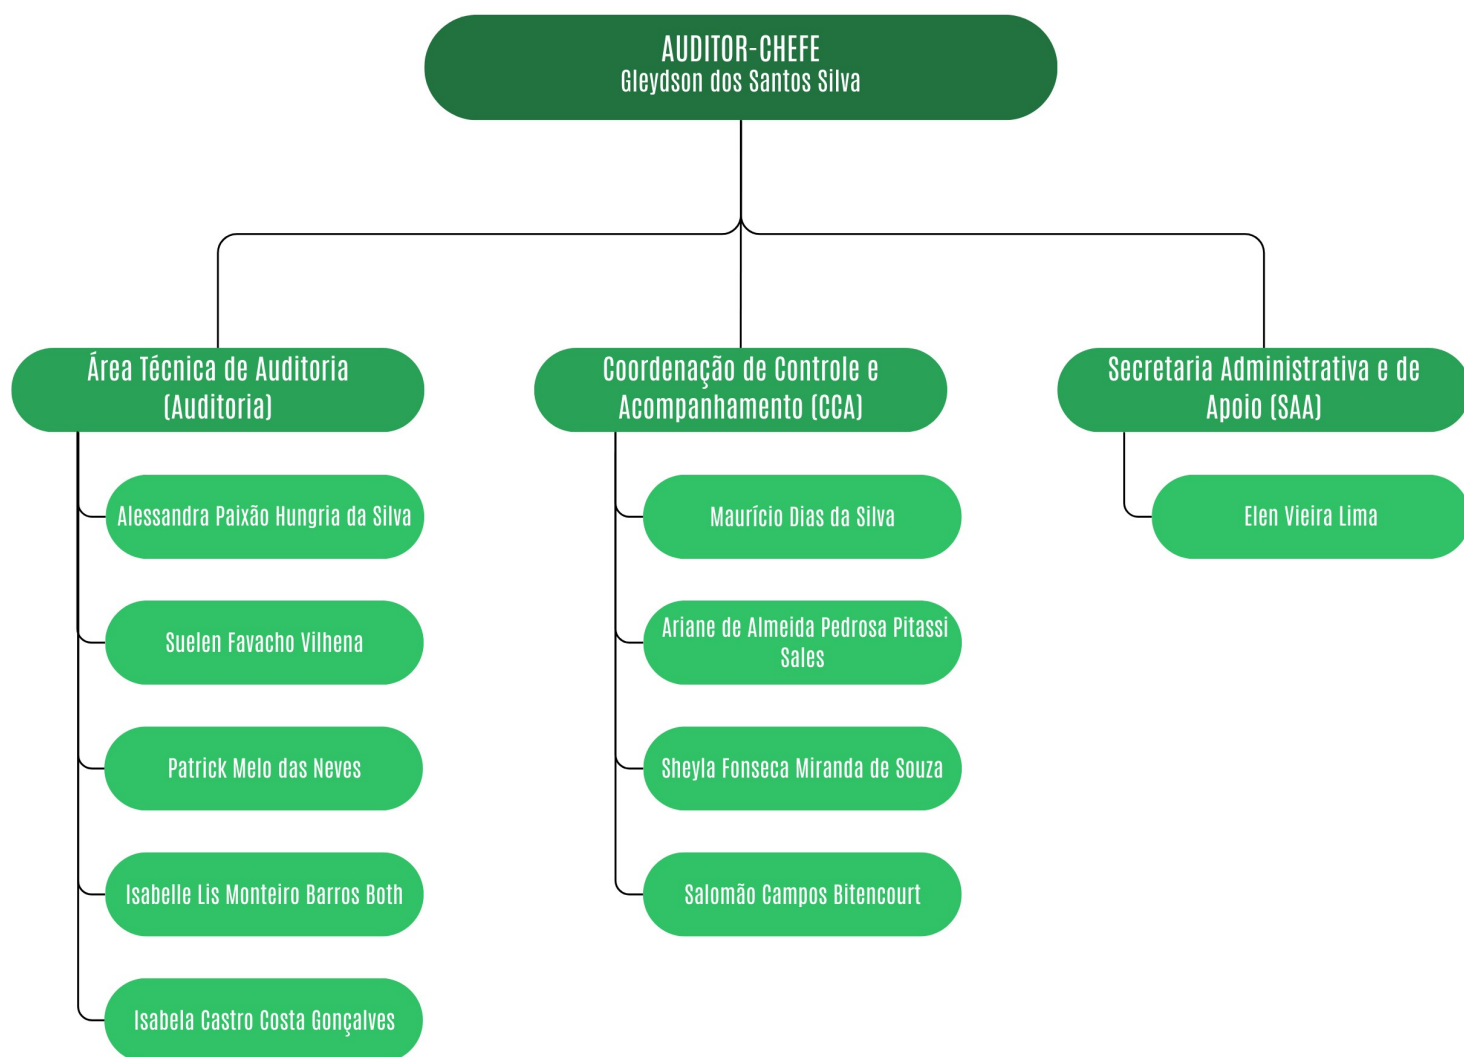 AUDITOR-CHEFE
Gleydson dos Santos Silva
Área Técnica de Auditoria
(Auditoria)
Alessandra Paixão Hungria da Silva
Suelen Favacho Vilhena
Patrick Melo das Neves
Isabelle Lis Monteiro Barros Both
Isabela Castro Costa Gonçalves
Coordenação de Controle e
Acompanhamento (CCA)
Maurício Dias da Silva
Ariane de Almeida Pedrosa Pitassi
Sales
Sheyla Fonseca Miranda de Souza
Salomão Campos Bitencourt
Secretaria Administrativa e de
Apoio (SAA)
Elen Vieira Lima